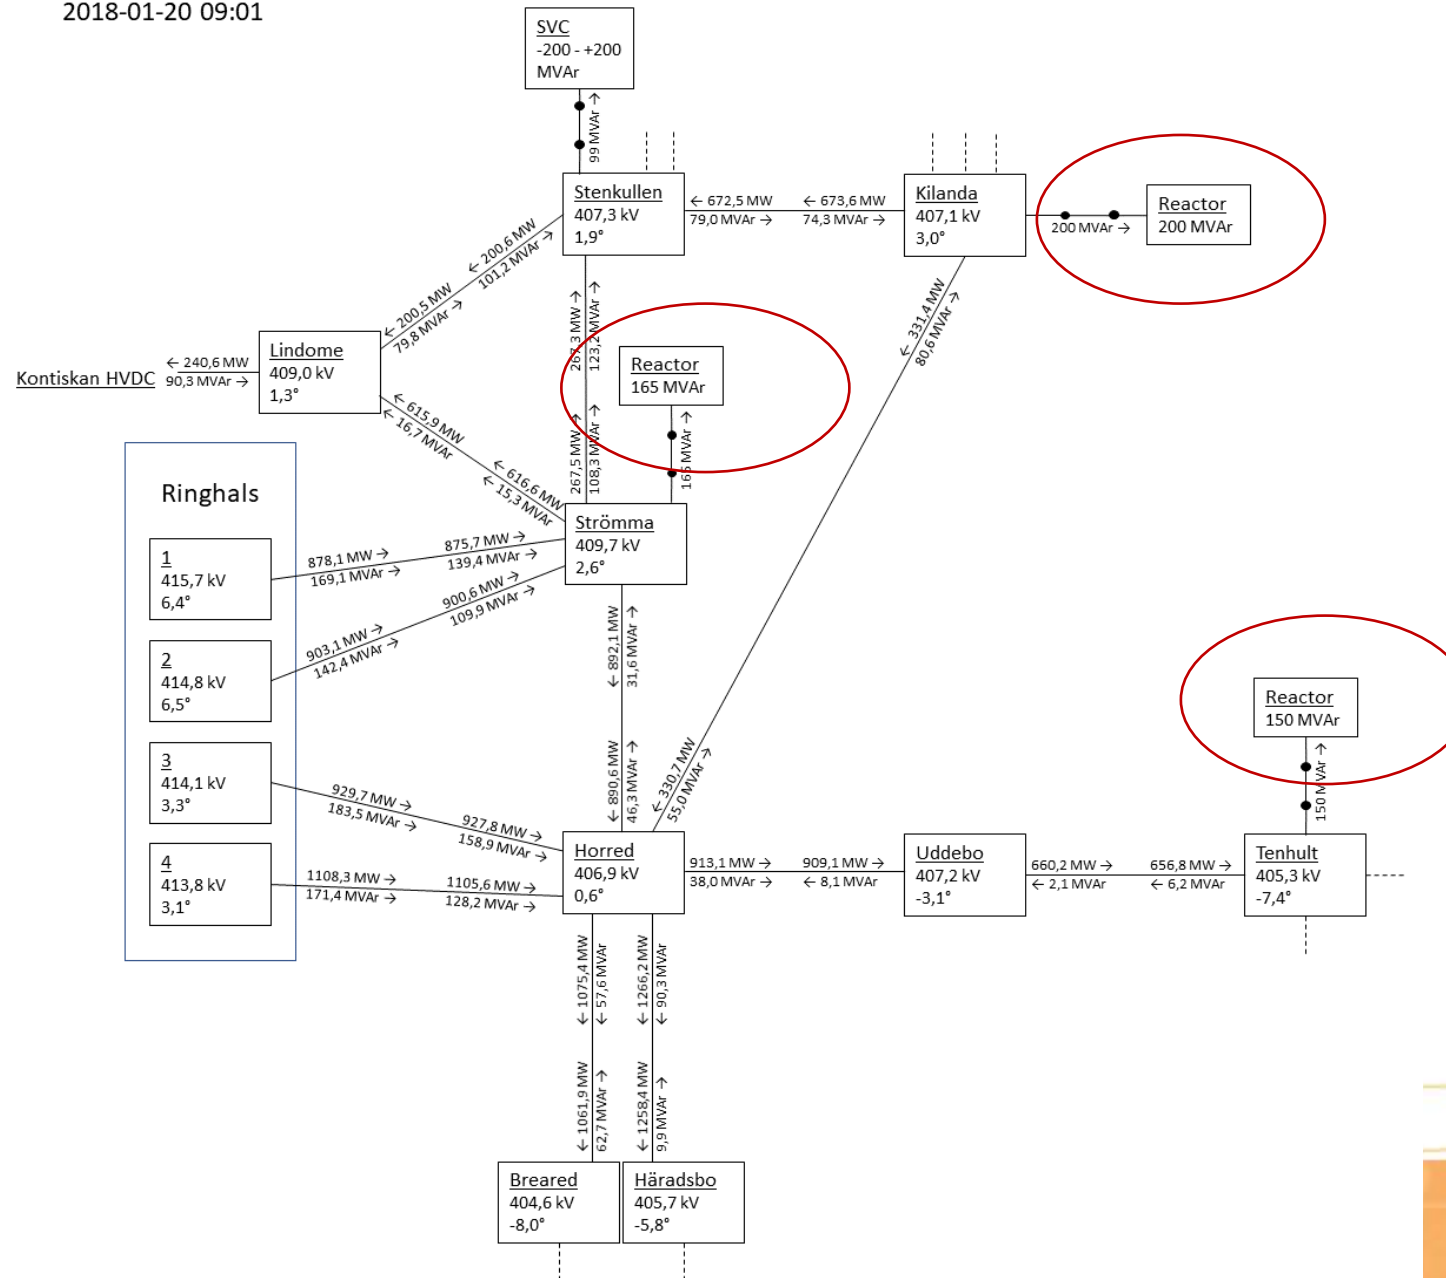 2018-01-20 09:01
SVC
-200 - +200
MVAr
99 MVAr →
Stenkullen
407,3 kV
1,9°
← 672,5 MW
79,0 MVAr →
← 673,6 MW
74,3 MVAr →
Kilanda
407,1 kV
3,0°
200 MVAr →
Reactor
200 MVAr
← 200,6 MW
101,2 MVAr →
← 200,5 MW
79,8 MVAr →
267,3 MW →
123,2 MVAr →
← 331,4 MW
80,6 MVAr →
Kontiskan HVDC
← 240,6 MW
90,3 MVAr →
Lindome
409,0 kV
1,3°
Reactor
165 MVAr
← 615,9 MW
← 16,7 MVAr
267,5 MW →
108,3 MVAr →
165 MVAr →
← 616,6 MW
← 15,3 MVAr
Ringhals
1
415,7 kV
6,4°
878,1 MW →
169,1 MVAr →
875,7 MW →
139,4 MVAr →
Strömma
409,7 kV
2,6°
2
414,8 kV
6,5°
903,1 MW →
142,4 MVAr →
900,6 MW →
109,9 MVAr →
← 892,1 MW
31,6 MVAr →
← 890,6 MW
46,3 MVAr →
← 330,7 MW
55,0 MVAr →
Reactor
150 MVAr
150 MVAr →
3
414,1 kV
3,3°
929,7 MW →
183,5 MVAr →
927,8 MW →
158,9 MVAr →
4
413,8 kV
3,1°
1108,3 MW →
171,4 MVAr →
1105,6 MW →
128,2 MVAr →
Horred
406,9 kV
0,6°
913,1 MW →
38,0 MVAr →
909,1 MW →
← 8,1 MVAr
Uddebo
407,2 kV
-3,1°
660,2 MW →
← 2,1 MVAr
656,8 MW →
← 6,2 MVAr
Tenhult
405,3 kV
-7,4°
← 1075,4 MW
← 57,6 MVAr
← 1266,2 MW
← 90,3 MVAr
← 1061,9 MW
62,7 MVAr →
← 1258,4 MW
9,9 MVAr →
Breared
404,6 kV
-8,0°
Häradsbo
405,7 kV
-5,8°